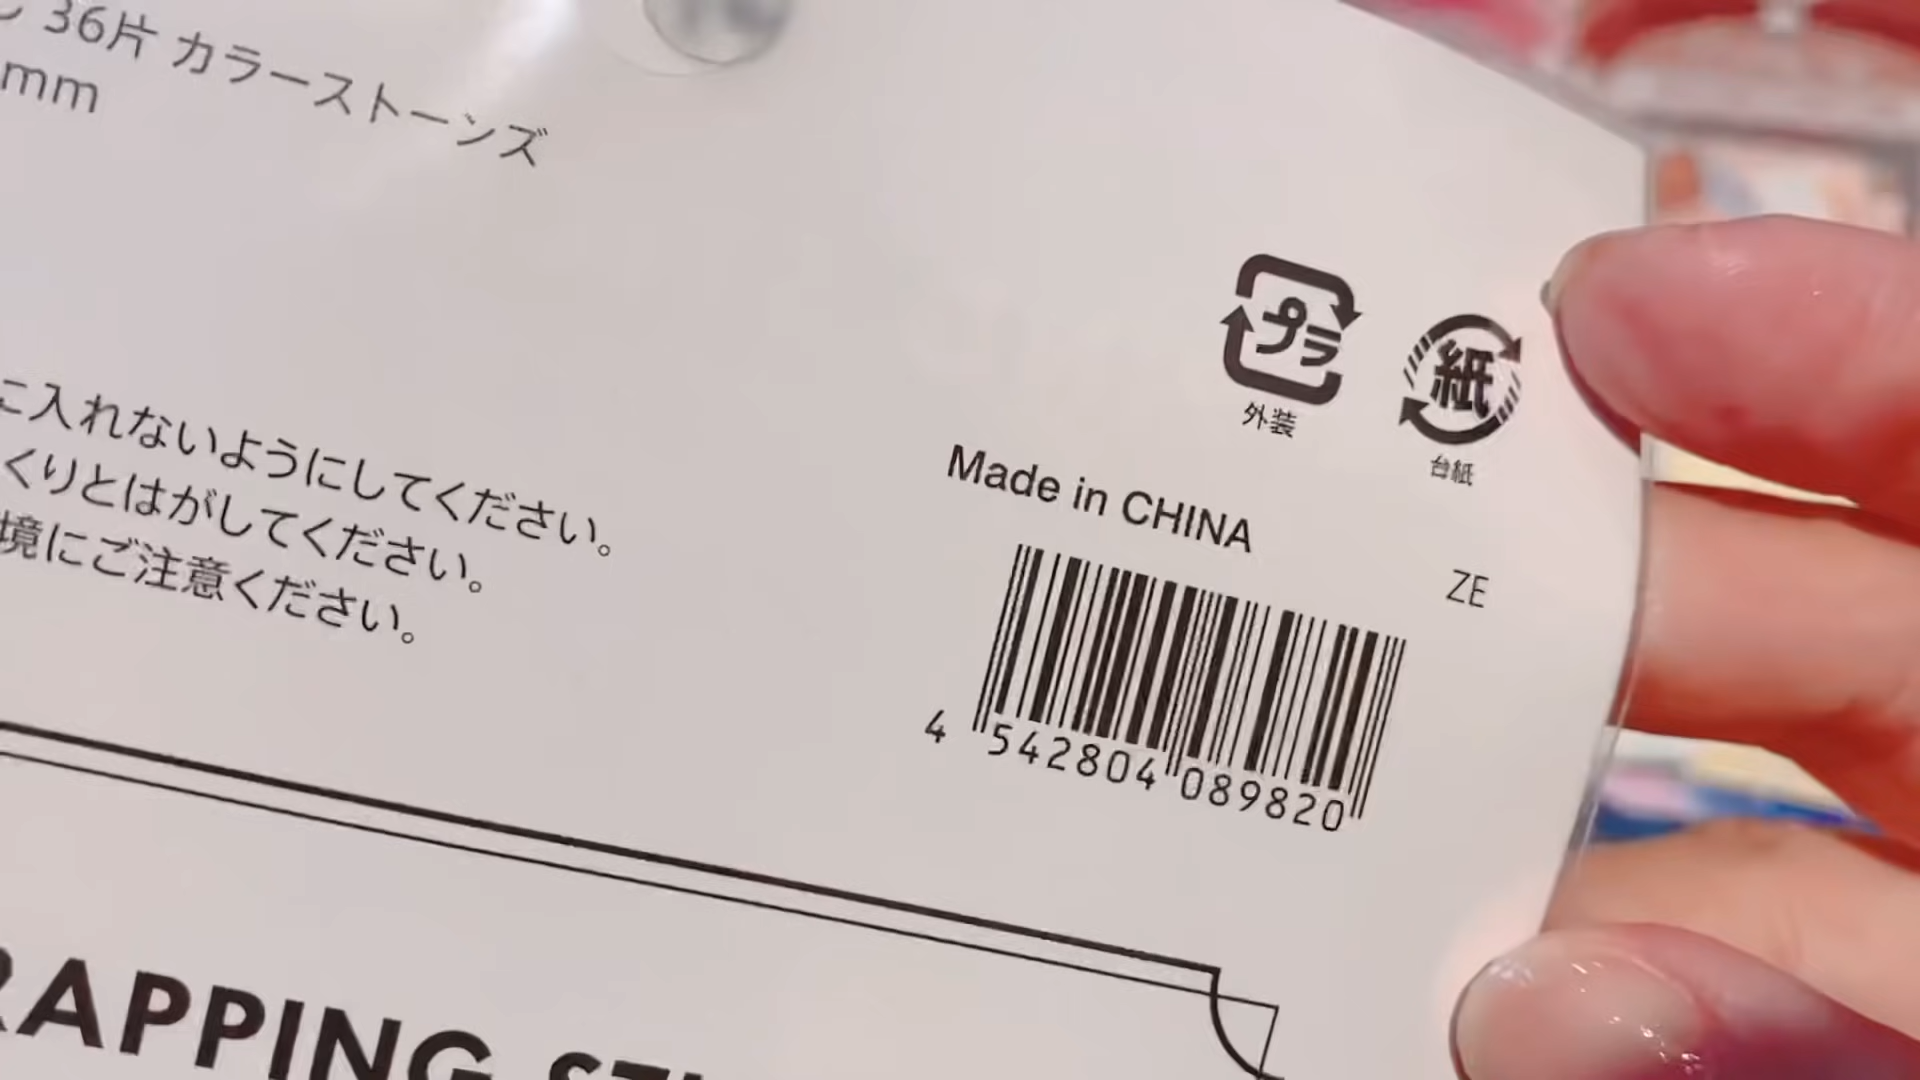 36片 カラーストーンズ
mm
プラ
外装
紙
台紙
に入れないようにしてください。
くりとはがしてください。
境にご注意ください。
Made in CHINA
ZE
4 542804 089820
RAPPING